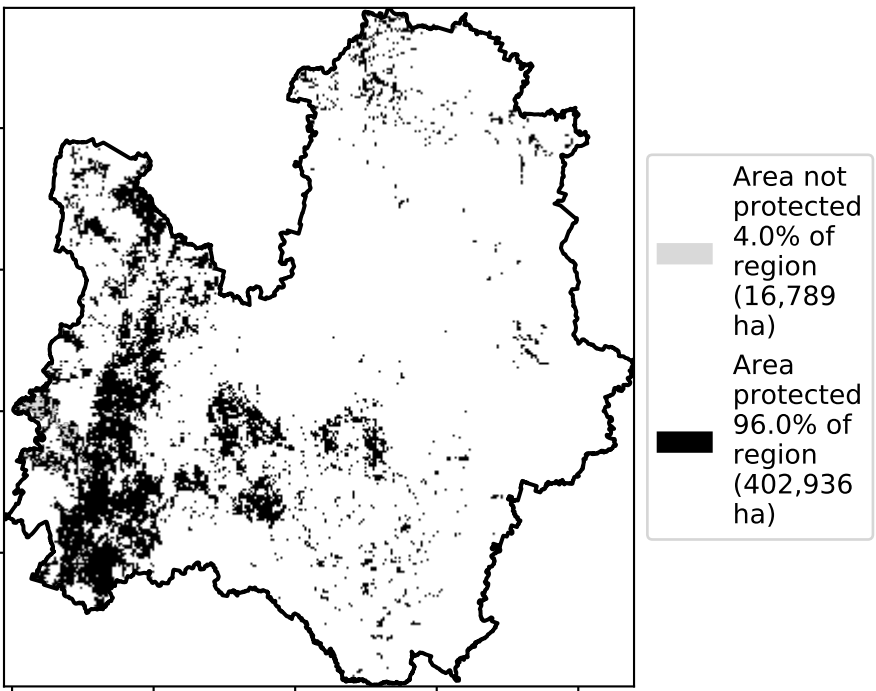 Area not
protected
4.0% of
region
(16,789
ha)
Area
protected
96.0% of
region
(402,936
ha)